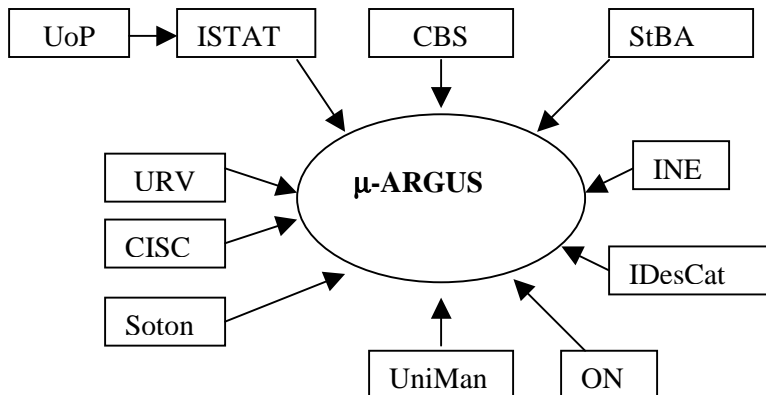 UoP
ISTAT
CBS
StBA
URV
μ-ARGUS
INE
CISC
IDesCat
Soton
UniMan
ON